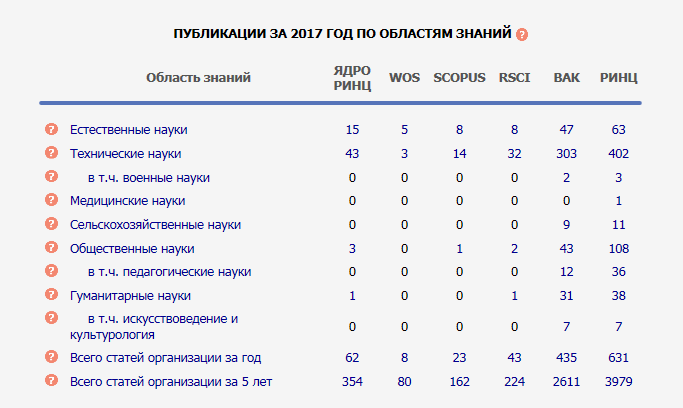 ПУБЛИКАЦИИ ЗА 2017 ГОД ПО ОБЛАСТЯМ ЗНАНИЙ ?
Область знаний ЯДРО РИНЦ WOS SCOPUS RSCI ВАК РИНЦ
? Естественные науки 15 5 8 8 47 63
? Технические науки 43 3 14 32 303 402
? в т.ч. военные науки 0 0 0 0 2 3
? Медицинские науки 0 0 0 0 0 1
? Сельскохозяйственные науки 0 0 0 0 9 11
? Общественные науки 3 0 1 2 43 108
? в т.ч. педагогические науки 0 0 0 0 12 36
? Гуманитарные науки 1 0 0 1 31 38
? в т.ч. искусствоведение и
культурология 0 0 0 0 7 7
? Всего статей организации за год 62 8 23 43 435 631
? Всего статей организации за 5 лет 354 80 162 224 2611 3979